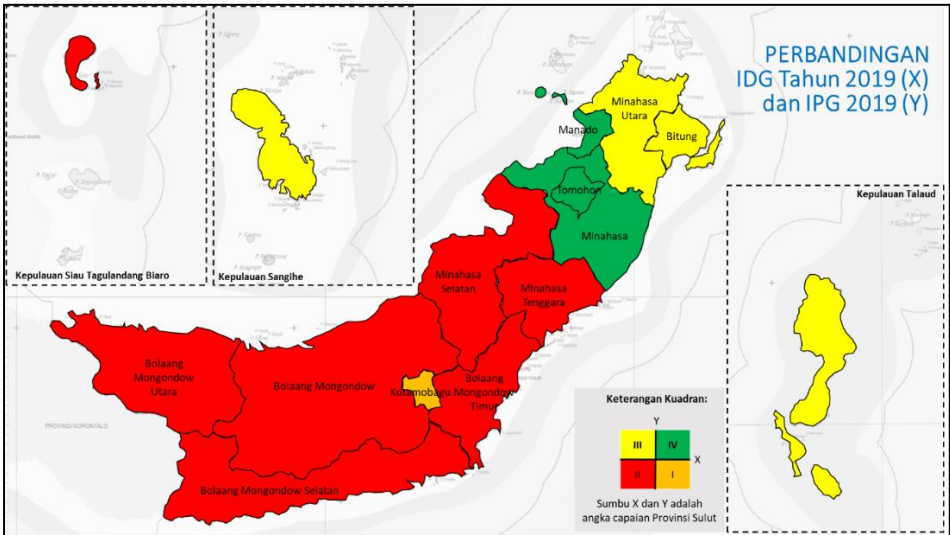 PERBANDINGAN
IDG Tahun 2019 (X)
dan IPG 2019 (Y)
Kepulauan Siau Tagulandang Biaro
Kepulauan Sangihe
Kepulauan Talaud
Minahasa
Utara
Bitung
Manado
Tomohon
Minahasa
Minahasa
Selatan
Minahasa
Tenggara
Bolaang
Mongondow
Utara
Bolaang Mongondow
Kotamobagu
Bolaang
Mongondow
Timur
Bolaang Mongondow Selatan
PROVINSI GORONTALO
Keterangan Kuadran:
Y
III
IV
X
II
I
Sumbu X dan Y adalah
angka capaian Provinsi Sulut